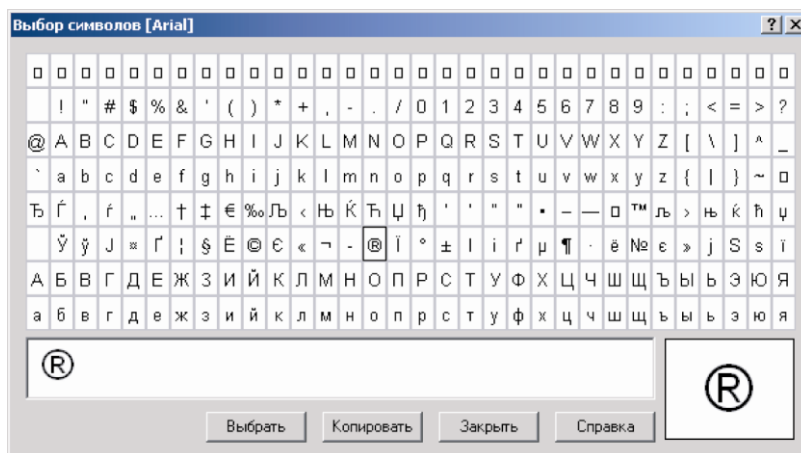 Выбор символов [Arial]
! " # $ % & ' ( ) * + , - . / 0 1 2 3 4 5 6 7 8 9 : ; < = > ?
@ A B C D E F G H I J K L M N O P Q R S T U V W X Y Z [ \ ] ^ _
` a b c d e f g h i j k l m n o p q r s t u v w x y z { | } ~ □
Ђ Ѓ ‚ ѓ „ … † ‡ € ‰ Љ ‹ Њ Ќ Ћ Џ ђ ‘ ’ “ ” • – — □ ™ љ › њ ќ ћ џ
Ў ў Ј ¤ Ґ ¦ § Ё © Є « ¬ - ® Ї ° ± І і ґ µ ¶ · ё № є » ј Ѕ ѕ ї
А Б В Г Д Е Ж З И Й К Л М Н О П Р С Т У Ф Х Ц Ч Ш Щ Ъ Ы Ь Э Ю Я
а б в г д е ж з и й к л м н о п р с т у ф х ц ч ш щ ъ ы ь э ю я
®
®
Выбрать Копировать Закрыть Справка